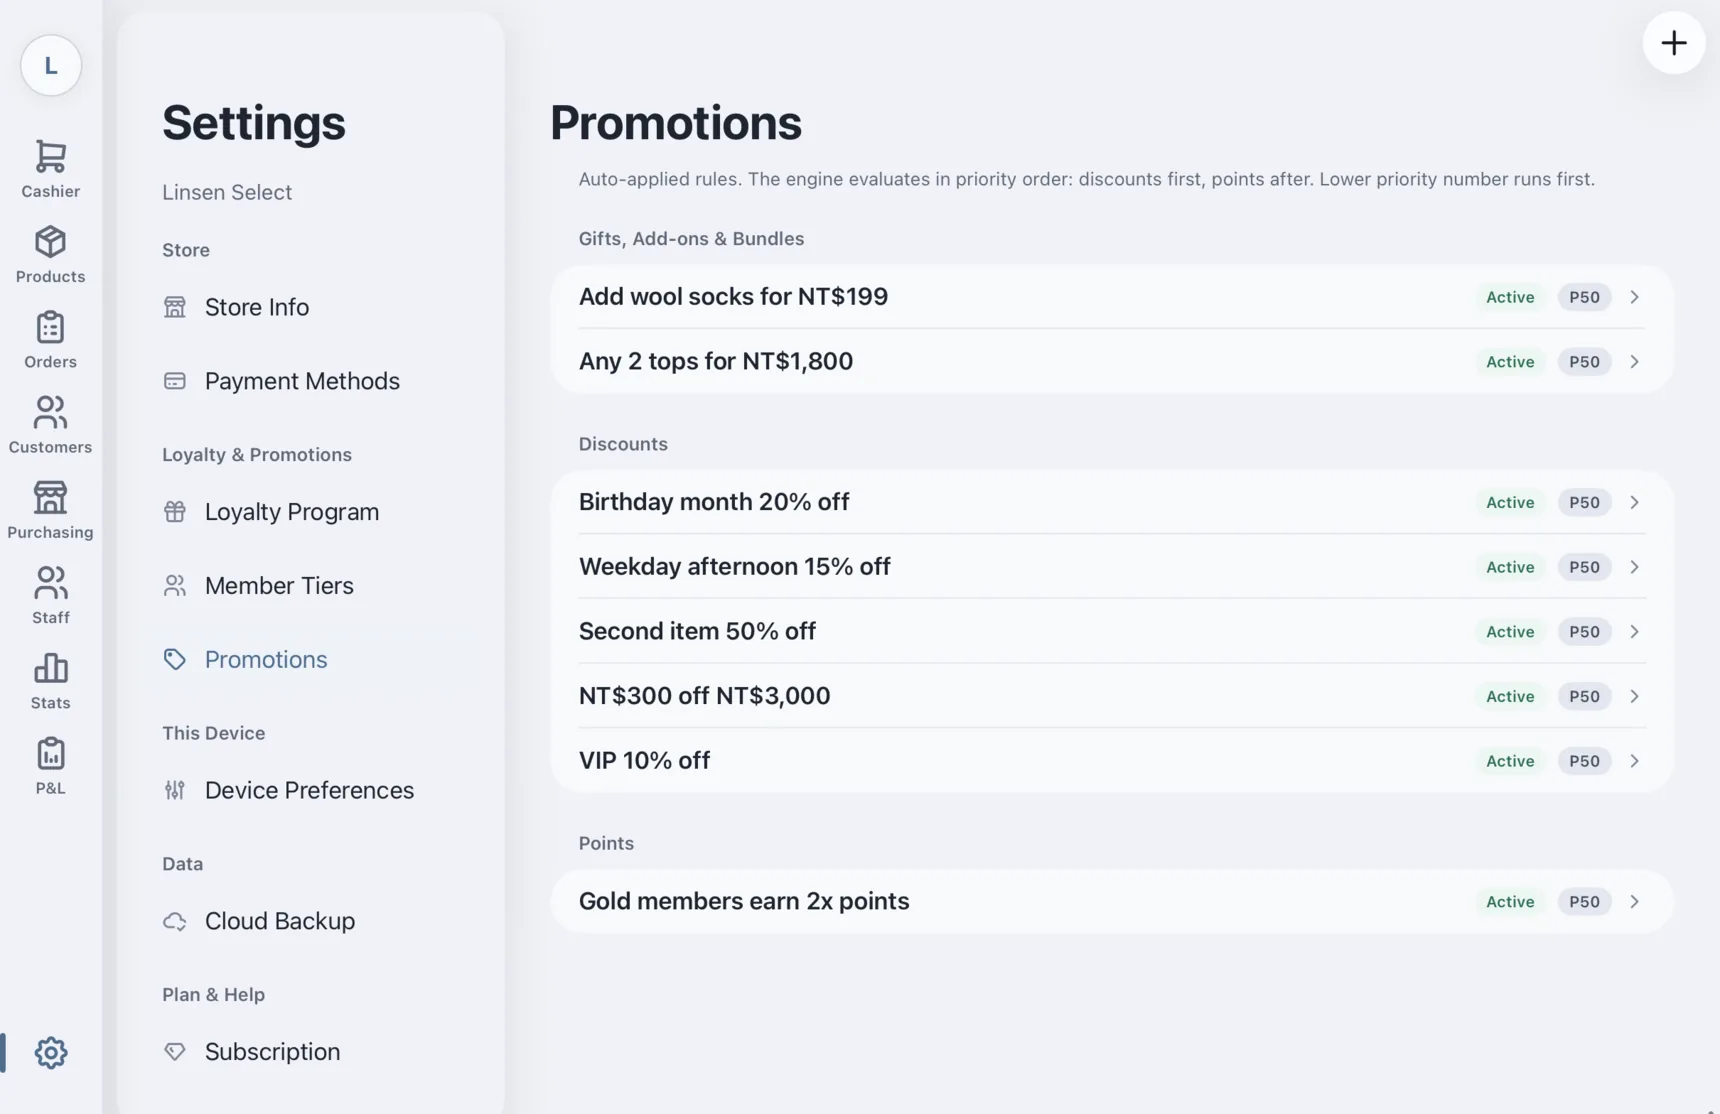 L
Cashier
Products
Orders
Customers
Purchasing
Staff
Stats
P&L
Settings
Linsen Select
Store
Store Info
Payment Methods
Loyalty & Promotions
Loyalty Program
Member Tiers
Promotions
This Device
Device Preferences
Data
Cloud Backup
Plan & Help
Subscription
Promotions
Auto-applied rules. The engine evaluates in priority order: discounts first, points after. Lower priority number runs first.
Gifts, Add-ons & Bundles
Add wool socks for NT$199 Active P50
Any 2 tops for NT$1,800 Active P50
Discounts
Birthday month 20% off Active P50
Weekday afternoon 15% off Active P50
Second item 50% off Active P50
NT$300 off NT$3,000 Active P50
VIP 10% off Active P50
Points
Gold members earn 2x points Active P50